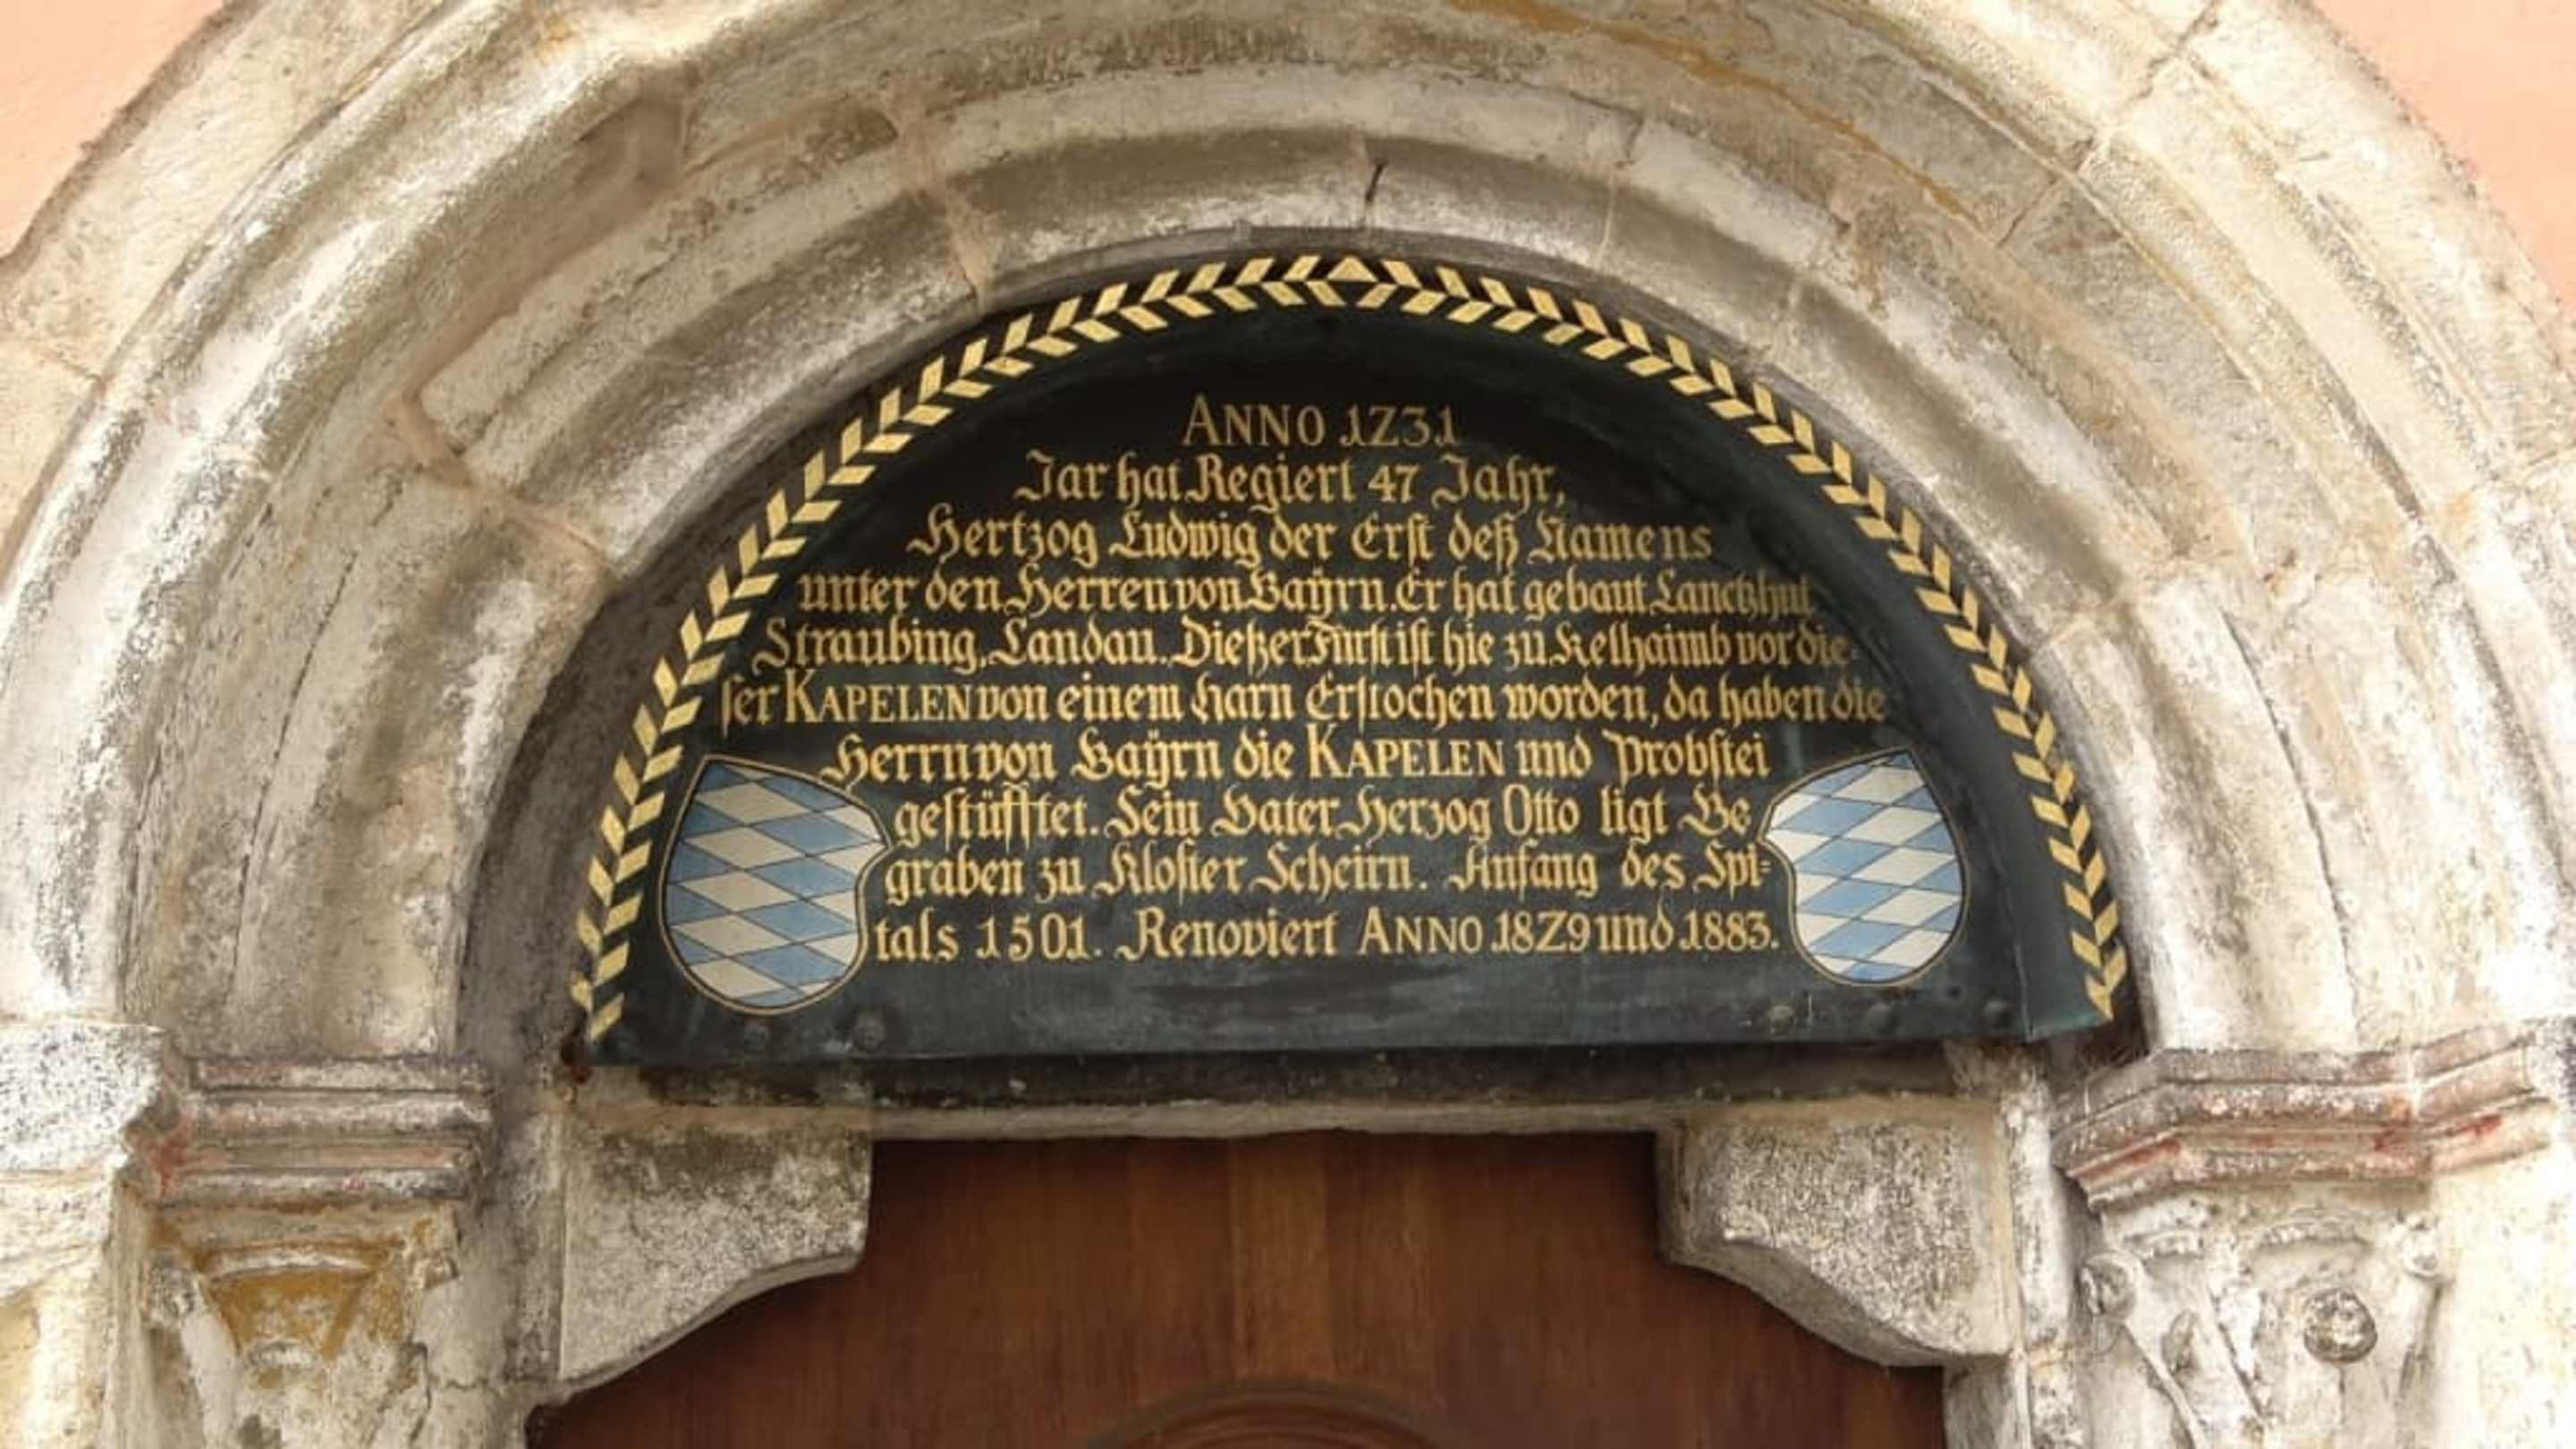 ANNO 1Z31
Jar hat Regiert 47 Jahr,
Hertzog Ludwig der Erst deß Namens
unter den Herren von Bayrn. Er hat gebaut Lanctzhut
Straubing, Landau. Dießer Fürst ist hie zu Kelhaimb vor die-
ser KAPELEN von einem Narn Erstochen worden, da haben die
Herrn von Bayrn die KAPELEN und Probstei
gestüfftet. Sein Vater Herzog Otto ligt Be
graben zu Kloster Scheirn. Anfang des Spi-
tals 1501. Renoviert ANNO 18Z9 und 1883.